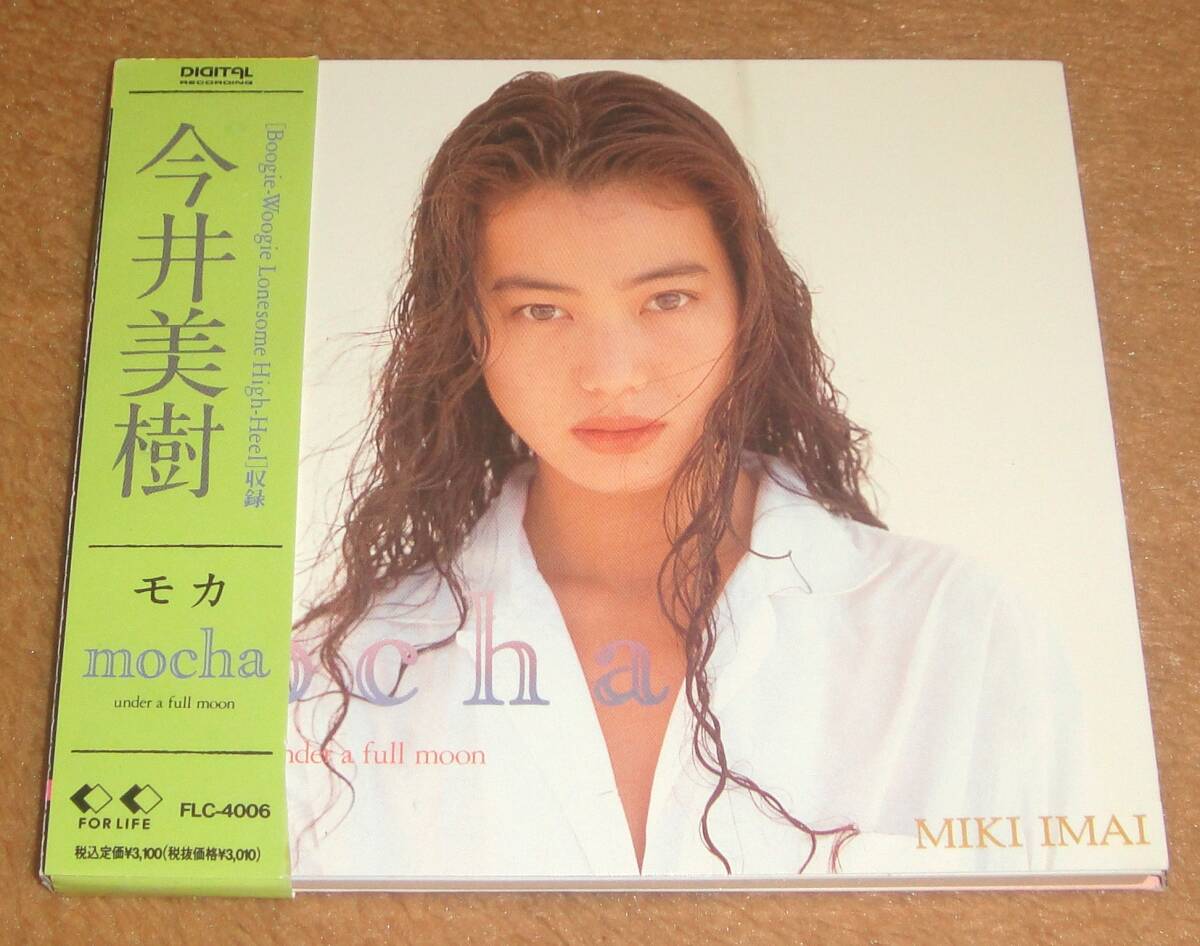 DIGITAL
RECORDING
今井美樹
[Boogie-Woogie Lonesome High-Heel]収録
モカ
mocha
under a full moon
FOR LIFE
FLC-4006
税込定価¥3,100(税抜価格¥3,010)
ocha
nder a full moon
MIKI IMAI